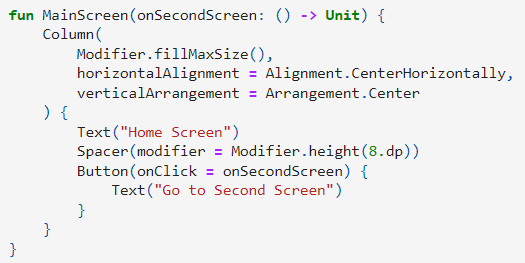 fun MainScreen(onSecondScreen: () -> Unit) {
    Column(
        Modifier.fillMaxSize(),
        horizontalAlignment = Alignment.CenterHorizontally,
        verticalArrangement = Arrangement.Center
    ) {
        Text("Home Screen")
        Spacer(modifier = Modifier.height(8.dp))
        Button(onClick = onSecondScreen) {
            Text("Go to Second Screen")
        }
    }
}